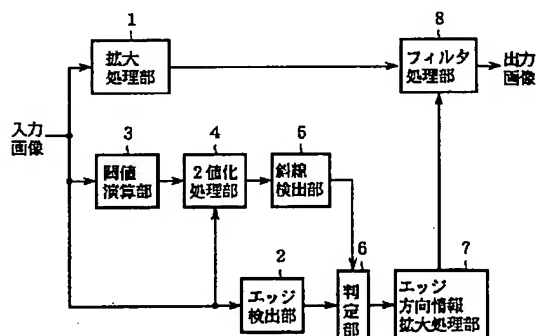 1
拡大
処理部
8
フィルタ
処理部
出力
画像
入力
画像
3
閾値
演算部
4
2値化
処理部
5
斜線
検出部
2
エッジ
検出部
6
判
定
部
7
エッジ
方向情報
拡大処理部